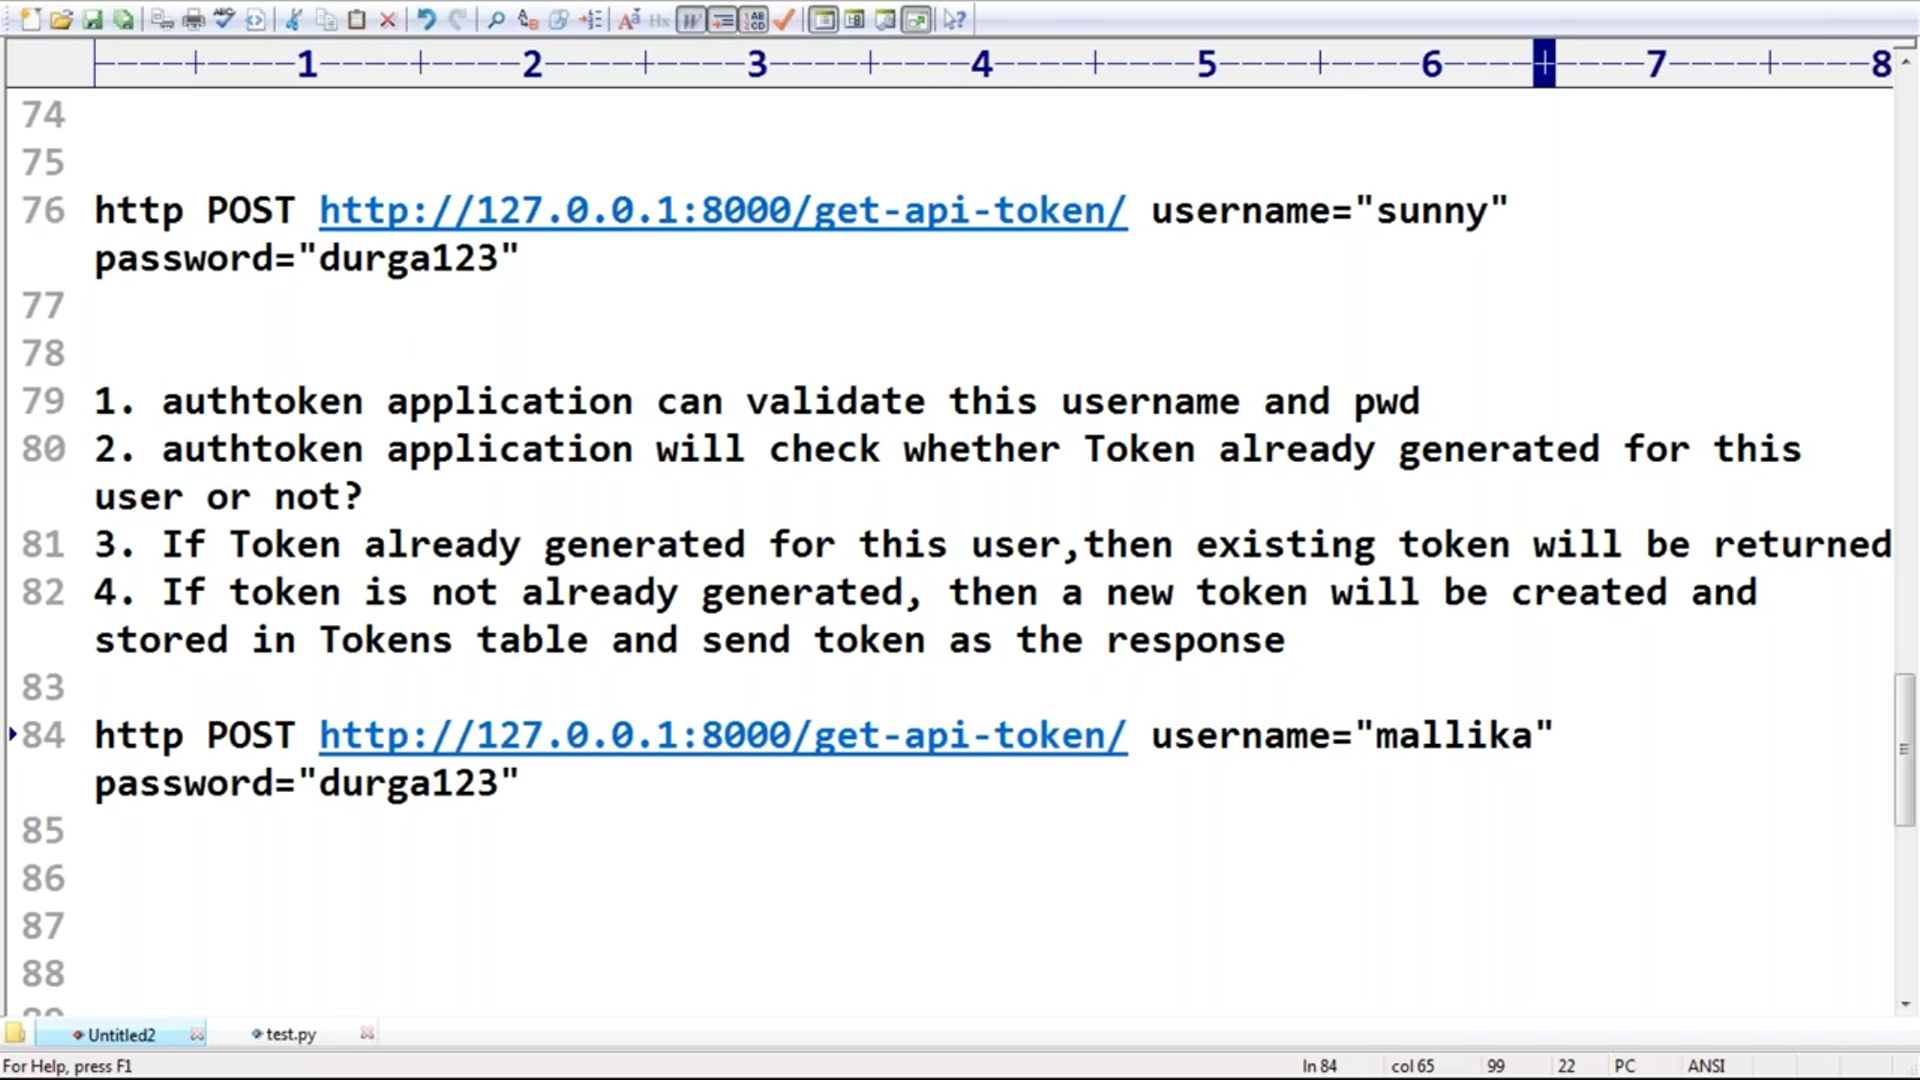 1 2 3 4 5 6 7 8
74
75
76 http POST http://127.0.0.1:8000/get-api-token/ username="sunny"
password="durga123"
77
78
79 1. authtoken application can validate this username and pwd
80 2. authtoken application will check whether Token already generated for this
user or not?
81 3. If Token already generated for this user,then existing token will be returned
82 4. If token is not already generated, then a new token will be created and
stored in Tokens table and send token as the response
83
84 http POST http://127.0.0.1:8000/get-api-token/ username="mallika"
password="durga123"
85
86
87
88
Untitled2 test.py
For Help, press F1 ln 84 col 65 99 22 PC ANSI